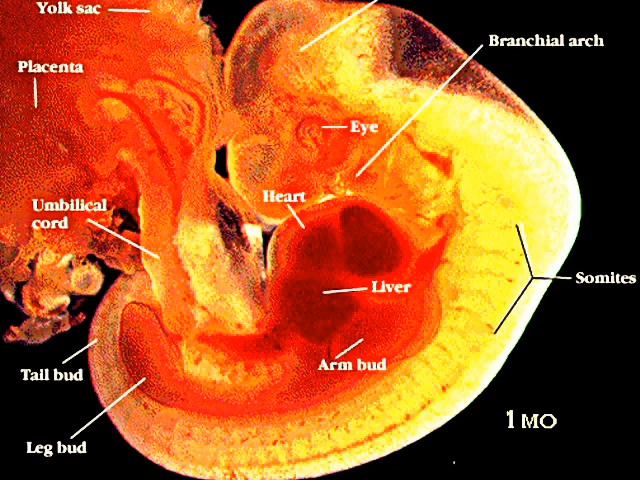 Yolk sac
Branchial arch
Placenta
Eye
Heart
Umbilical
cord
Somites
Liver
Arm bud
Tail bud
1 MO
Leg bud